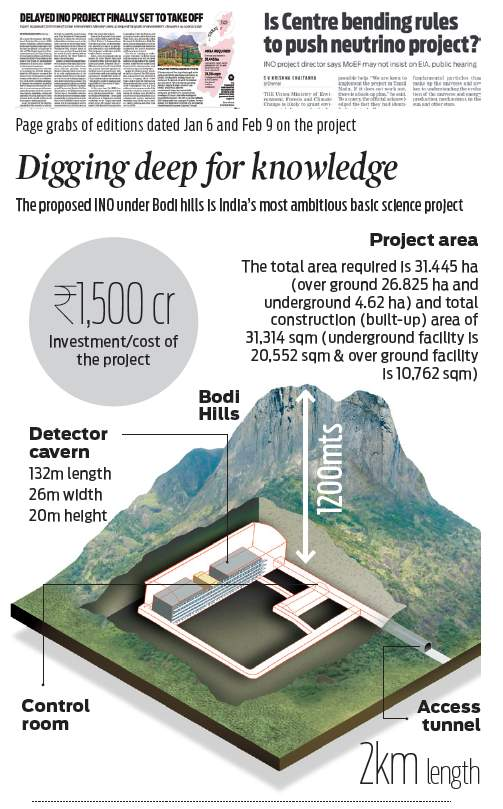 DELAYED INO PROJECT FINALLY SET TO TAKE OFF
Is Centre bending rules
to push neutrino project?
INO project director says MoEF may not insist on EIA, public hearing
Page grabs of editions dated Jan 6 and Feb 9 on the project
Digging deep for knowledge
The proposed INO under Bodi hills is India's most ambitious basic science project
₹1,500 cr
Investment/cost of
the project
Project area
The total area required is 31.445 ha
(over ground 26.825 ha and
underground 4.62 ha) and total
construction (built-up) area of
31,314 sqm (underground facility is
20,552 sqm & over ground facility
is 10,762 sqm)
Bodi
Hills
Detector
cavern
132m length
26m width
20m height
1200mts
Control
room
Access
tunnel
2km length